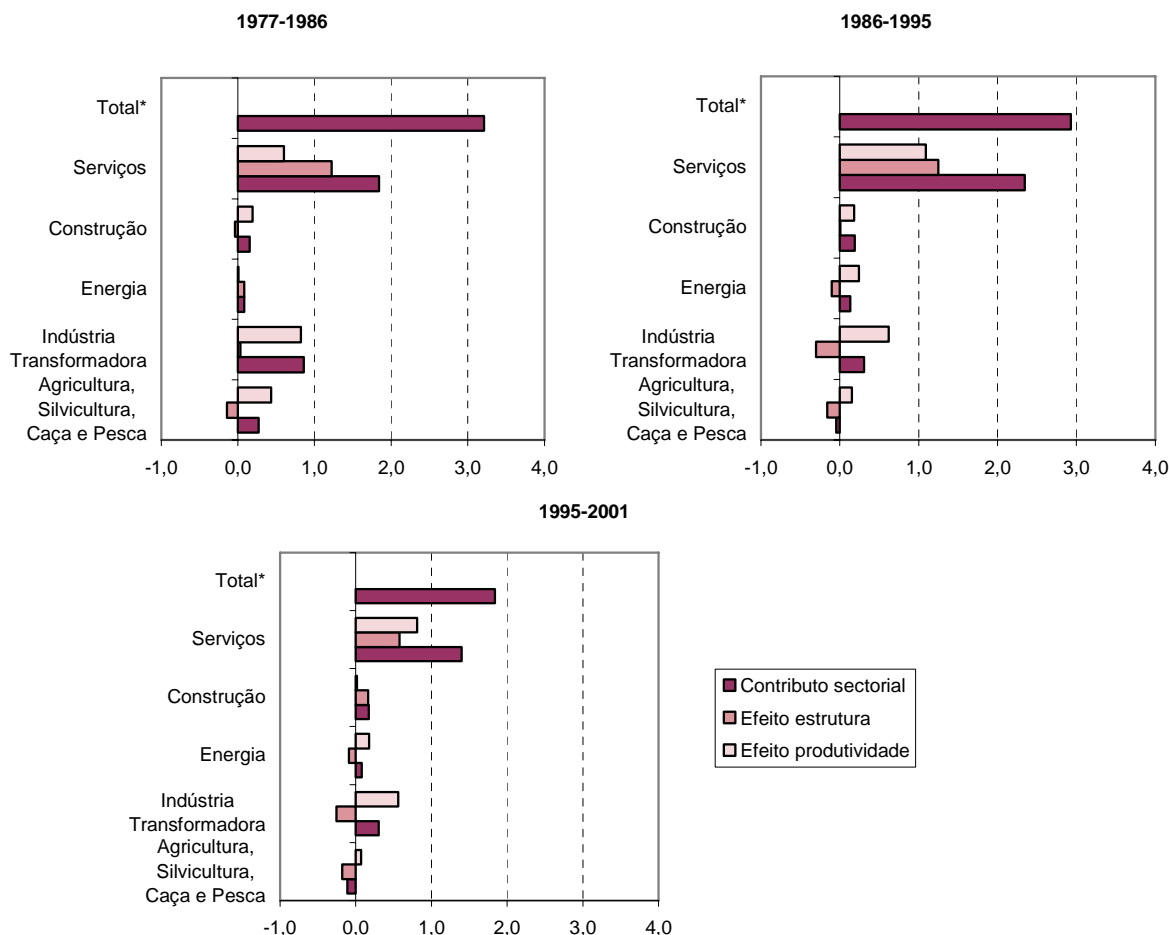 1977-1986
Total*
Serviços
Construção
Energia
Indústria
Transformadora
Agricultura,
Silvicultura,
Caça e Pesca
-1,0 0,0 1,0 2,0 3,0 4,0
1986-1995
Total*
Serviços
Construção
Energia
Indústria
Transformadora
Agricultura,
Silvicultura,
Caça e Pesca
-1,0 0,0 1,0 2,0 3,0 4,0
1995-2001
Total*
Serviços
Construção
Energia
Indústria
Transformadora
Agricultura,
Silvicultura,
Caça e Pesca
-1,0 0,0 1,0 2,0 3,0 4,0
Contributo sectorial
Efeito estrutura
Efeito produtividade